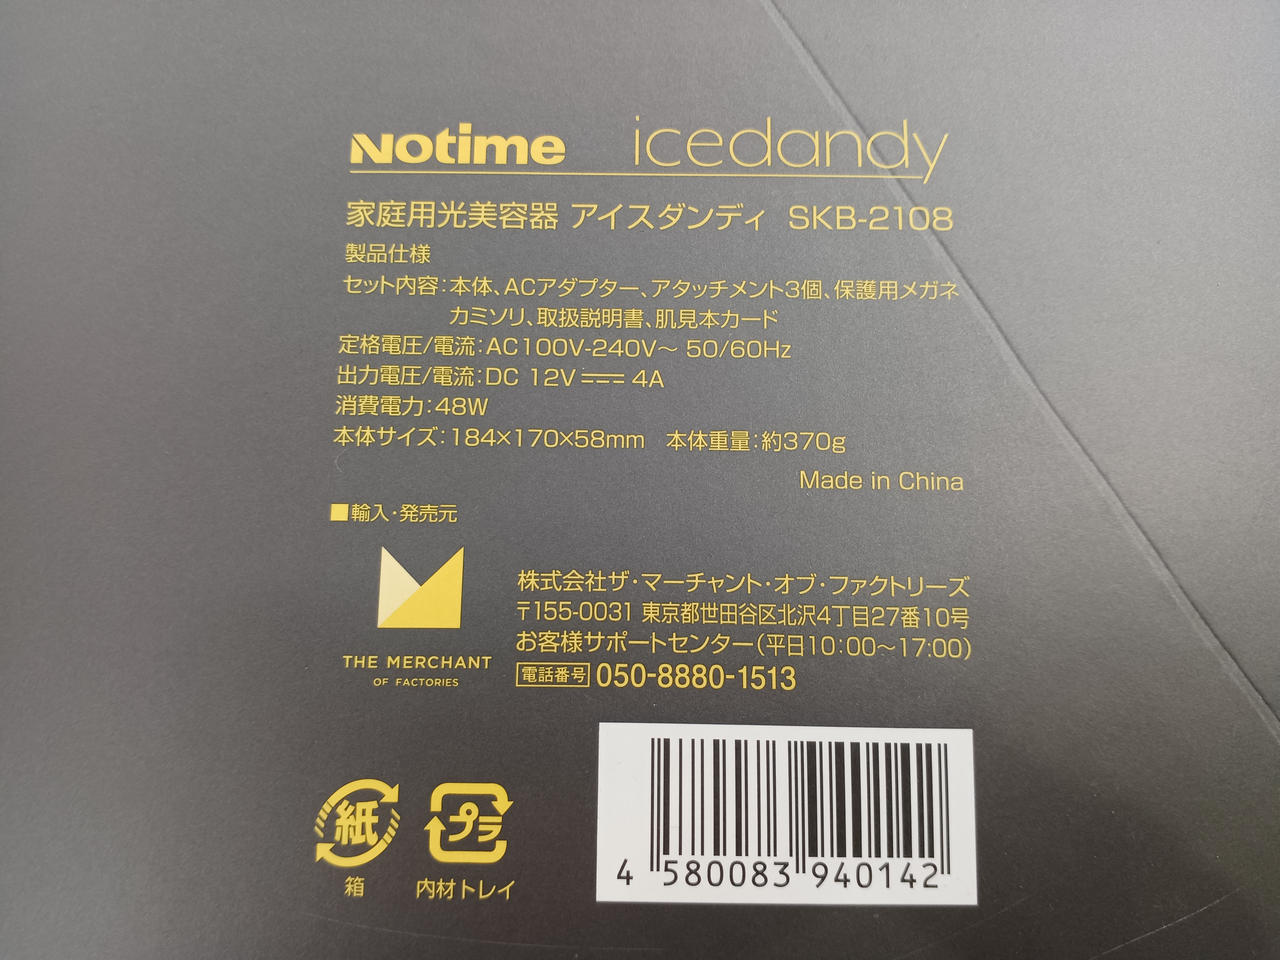 Notime icedandy
家庭用光美容器 アイスダンディ SKB-2108
製品仕様
セット内容:本体、ACアダプター、アタッチメント3個、保護用メガネ
カミソリ、取扱説明書、肌見本カード
定格電圧/電流:AC100V-240V～ 50/60Hz
出力電圧/電流:DC 12V⎓4A
消費電力:48W
本体サイズ:184×170×58mm 本体重量:約370g
Made in China
■輸入・発売元
株式会社ザ・マーチャント・オブ・ファクトリーズ
〒155-0031 東京都世田谷区北沢4丁目27番10号
お客様サポートセンター(平日10:00～17:00)
電話番号 050-8880-1513
THE MERCHANT
OF FACTORIES
紙
箱
プラ
内材トレイ
4 580083 940142